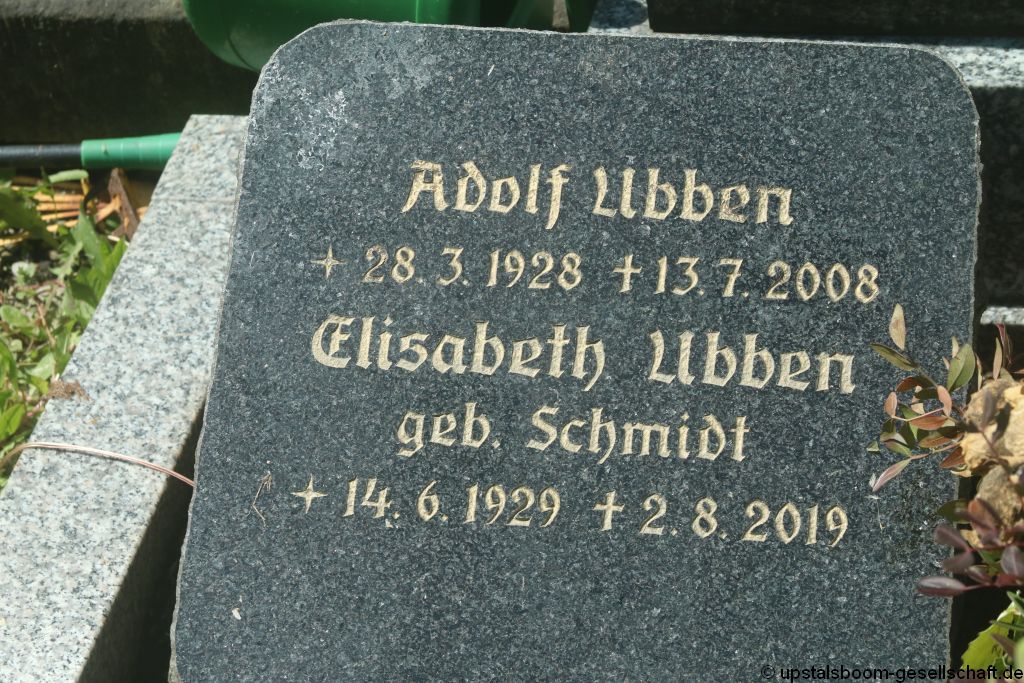 Adolf Ubben
✦ 28. 3. 1928 ✝ 13. 7. 2008
Elisabeth Ubben
geb. Schmidt
✦ 14. 6. 1929 ✝ 2. 8. 2019
© upstalsboom-gesellschaft.de